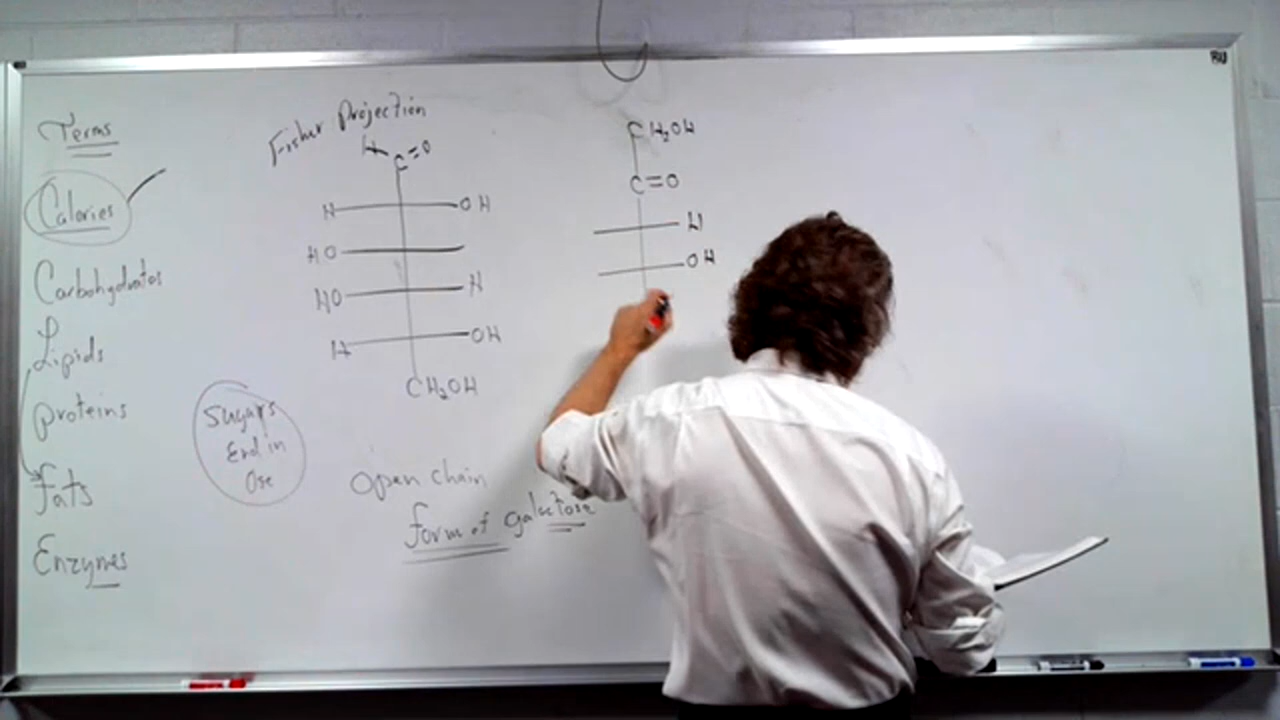 Terms
Calories
Carbohydrates
Lipids
proteins
fats
Enzymes
Sugars
End in
Ose
Fisher Projection
H C=O
H OH
HO
HO H
H OH
CH₂OH
open chain
form of galactose
CH₂OH
C=O
H
OH